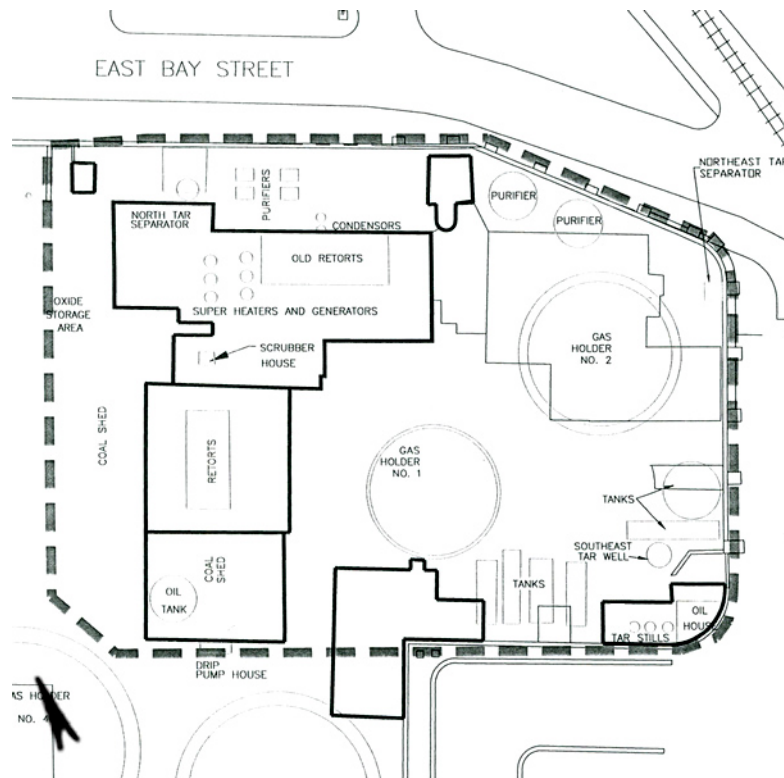 EAST BAY STREET
NORTHEAST TA
SEPARATOR
PURIFIERS
PURIFIER
PURIFIER
NORTH TAR
SEPARATOR
CONDENSORS
OLD RETORTS
OXIDE
STORAGE
AREA
SUPER HEATERS AND GENERATORS
SCRUBBER
HOUSE
GAS
HOLDER
NO. 2
COAL SHED
RETORTS
GAS
HOLDER
NO. 1
TANKS
SOUTHEAST
TAR WELL
COAL
SHED
OIL
TANK
TANKS
OIL
HOUSE
TAR STILLS
DRIP
PUMP HOUSE
AS HOLDER
NO. 4